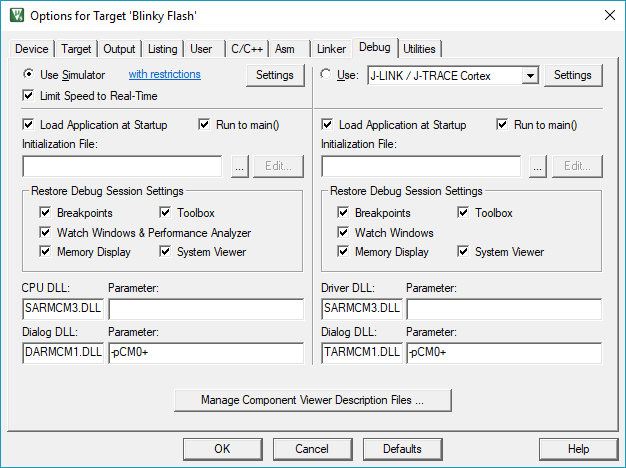 Options for Target 'Blinky Flash'
Device Target Output Listing User C/C++ Asm Linker Debug Utilities
Use Simulator with restrictions Settings
Limit Speed to Real-Time
Use: J-LINK / J-TRACE Cortex Settings
Load Application at Startup Run to main()
Initialization File:
... Edit...
Restore Debug Session Settings
Breakpoints Toolbox
Watch Windows & Performance Analyzer
Memory Display System Viewer
CPU DLL: Parameter:
SARMCM3.DLL
Dialog DLL: Parameter:
DARMCM1.DLL -pCM0+
Load Application at Startup Run to main()
Initialization File:
... Edit...
Restore Debug Session Settings
Breakpoints Toolbox
Watch Windows
Memory Display System Viewer
Driver DLL: Parameter:
SARMCM3.DLL
Dialog DLL: Parameter:
TARMCM1.DLL -pCM0+
Manage Component Viewer Description Files ...
OK Cancel Defaults Help